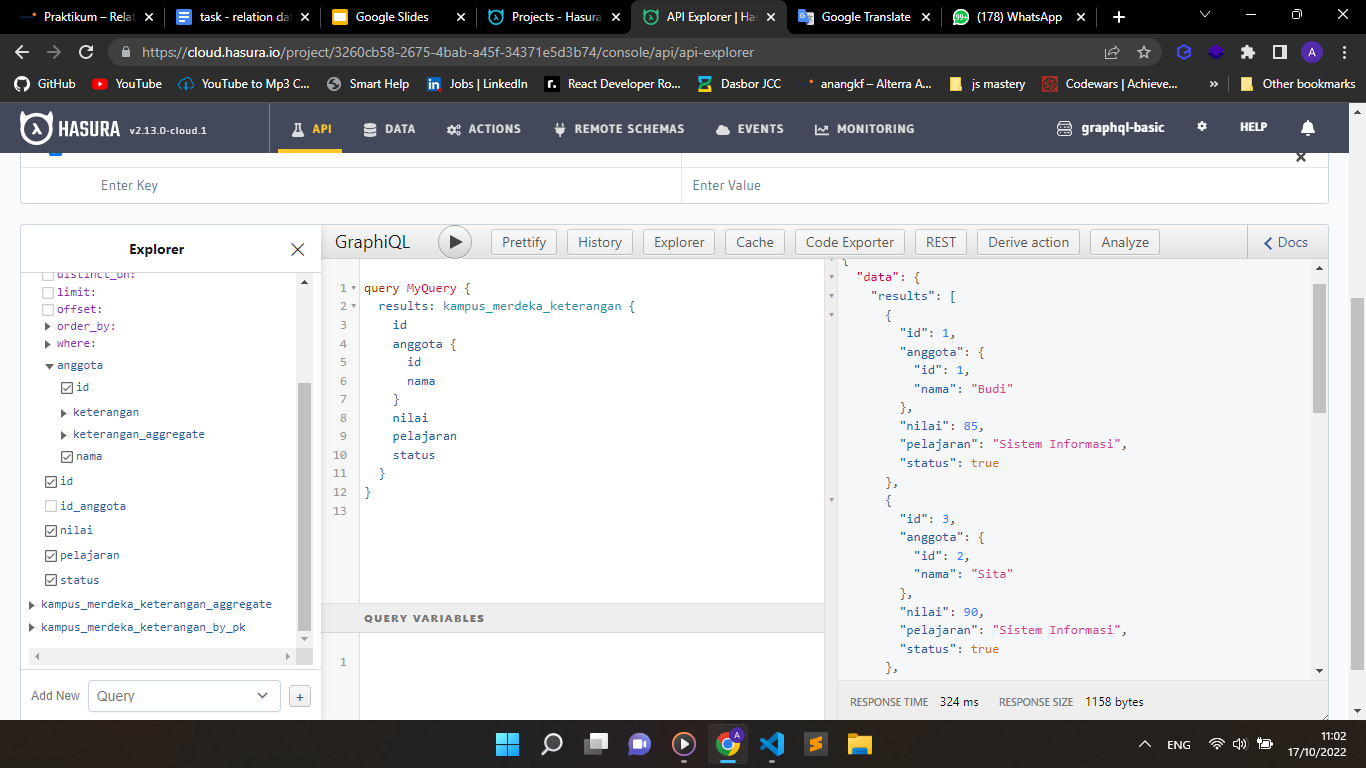 Praktikum – Relat
task - relation dat
Google Slides
Projects - Hasura
API Explorer | Has
Google Translate
(178) WhatsApp
https://cloud.hasura.io/project/3260cb58-2675-4bab-a45f-34371e5d3b74/console/api/api-explorer
A
GitHub
YouTube
YouTube to Mp3 C...
Smart Help
Jobs | LinkedIn
React Developer Ro...
Dasbor JCC
anangkf – Alterra A...
js mastery
Codewars | Achieve...
»
Other bookmarks
HASURA v2.13.0-cloud.1
API
DATA
ACTIONS
REMOTE SCHEMAS
EVENTS
MONITORING
graphql-basic
HELP
Enter Key
Enter Value
Explorer
GraphiQL
Prettify
History
Explorer
Cache
Code Exporter
REST
Derive action
Analyze
Docs
distinct_on:
limit:
offset:
order_by:
where:
anggota
id
keterangan
keterangan_aggregate
nama
id
id_anggota
nilai
pelajaran
status
kampus_merdeka_keterangan_aggregate
kampus_merdeka_keterangan_by_pk
Add New
Query
+
1 query MyQuery {
2 results: kampus_merdeka_keterangan {
3 id
4 anggota {
5 id
6 nama
7 }
8 nilai
9 pelajaran
10 status
11 }
12 }
13
QUERY VARIABLES
1
{
"data": {
"results": [
{
"id": 1,
"anggota": {
"id": 1,
"nama": "Budi"
},
"nilai": 85,
"pelajaran": "Sistem Informasi",
"status": true
},
{
"id": 3,
"anggota": {
"id": 2,
"nama": "Sita"
},
"nilai": 90,
"pelajaran": "Sistem Informasi",
"status": true
},
RESPONSE TIME 324 ms RESPONSE SIZE 1158 bytes
A
ENG
11:02
17/10/2022